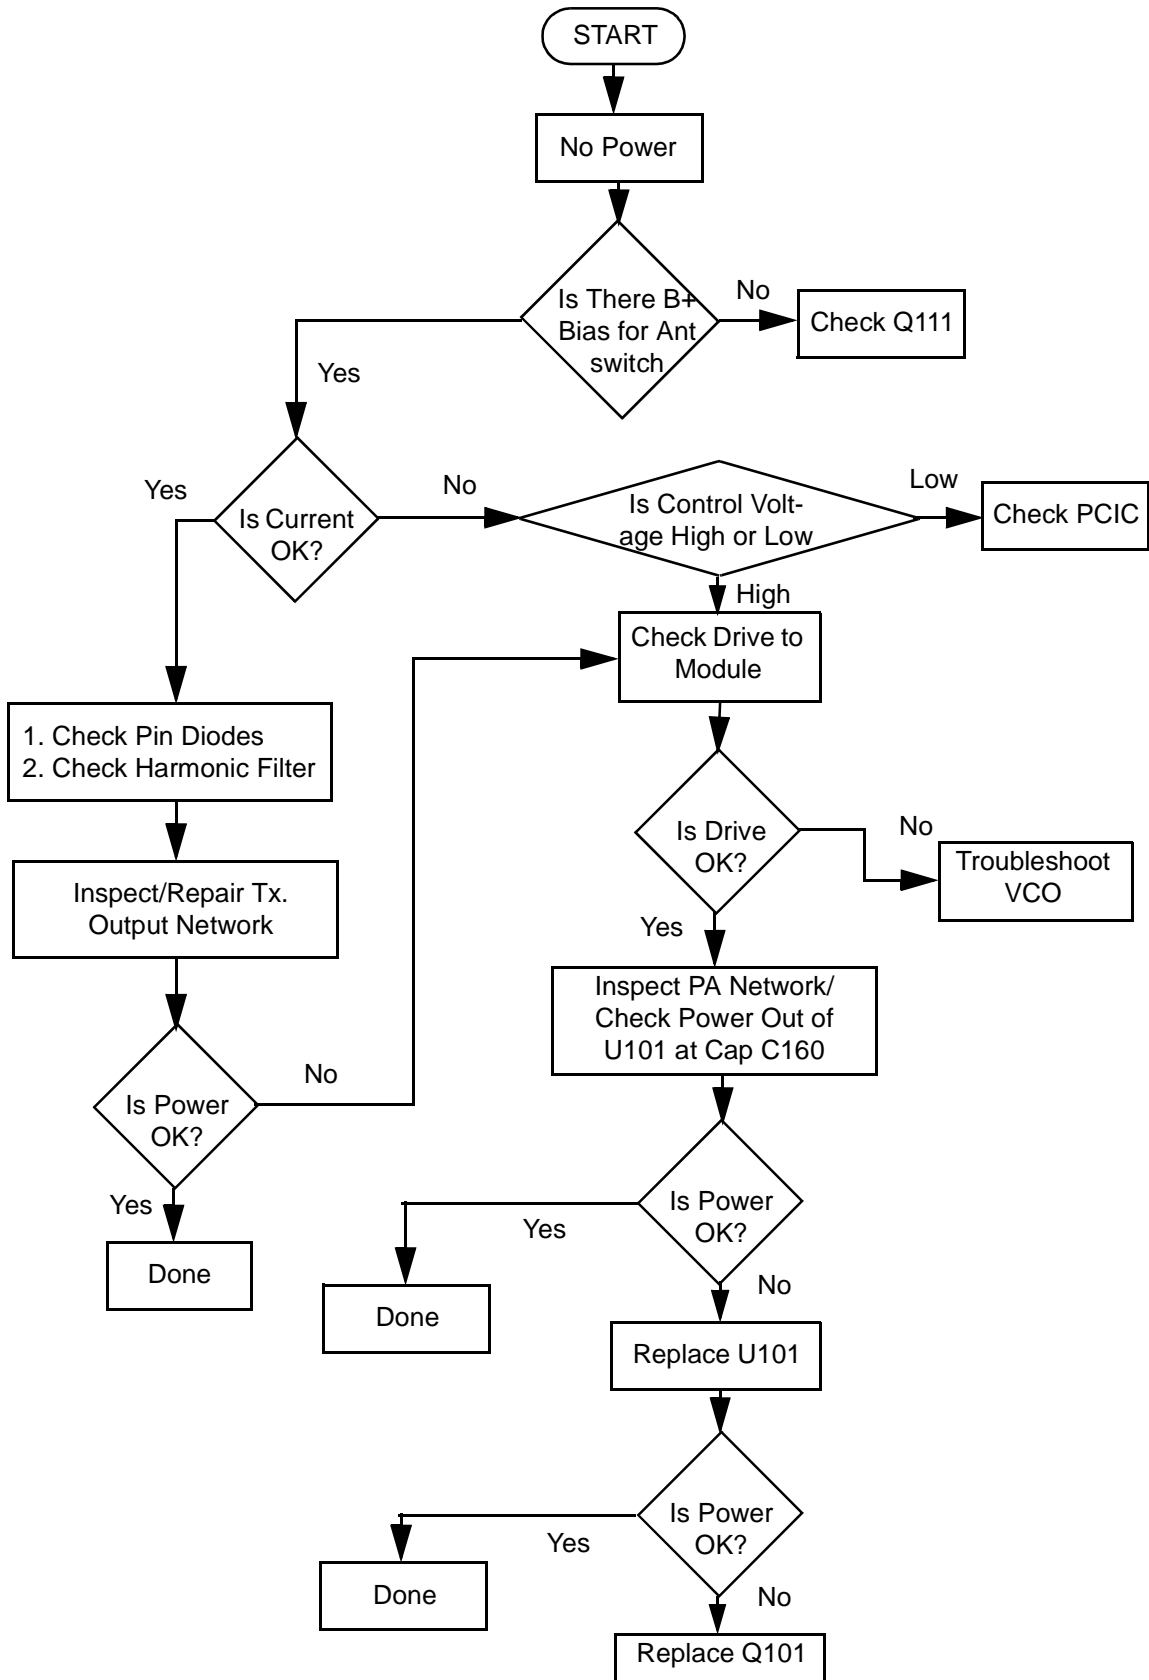 START
No Power
Is There B+
Bias for Ant
switch
No
Check Q111
Yes
Is Current
OK?
Yes
No
Is Control Volt-
age High or Low
Low
Check PCIC
High
Check Drive to
Module
1. Check Pin Diodes
2. Check Harmonic Filter
Is Drive
OK?
No
Troubleshoot
VCO
Inspect/Repair Tx.
Output Network
Yes
Inspect PA Network/
Check Power Out of
U101 at Cap C160
Is Power
OK?
No
Yes
Done
Is Power
OK?
Yes
Done
No
Replace U101
Is Power
OK?
Yes
Done
No
Replace Q101